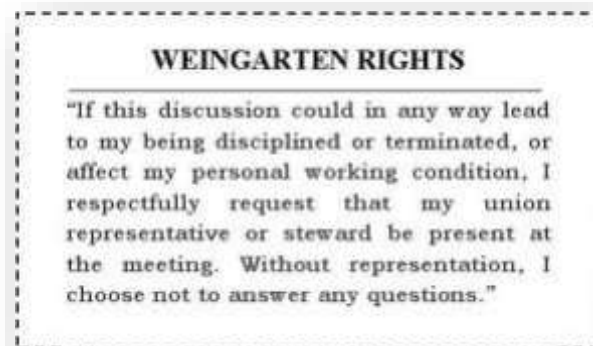 WEINGARTEN RIGHTS
“If this discussion could in any way lead
to my being disciplined or terminated, or
affect my personal working condition, I
respectfully request that my union
representative or steward be present at
the meeting. Without representation, I
choose not to answer any questions.”